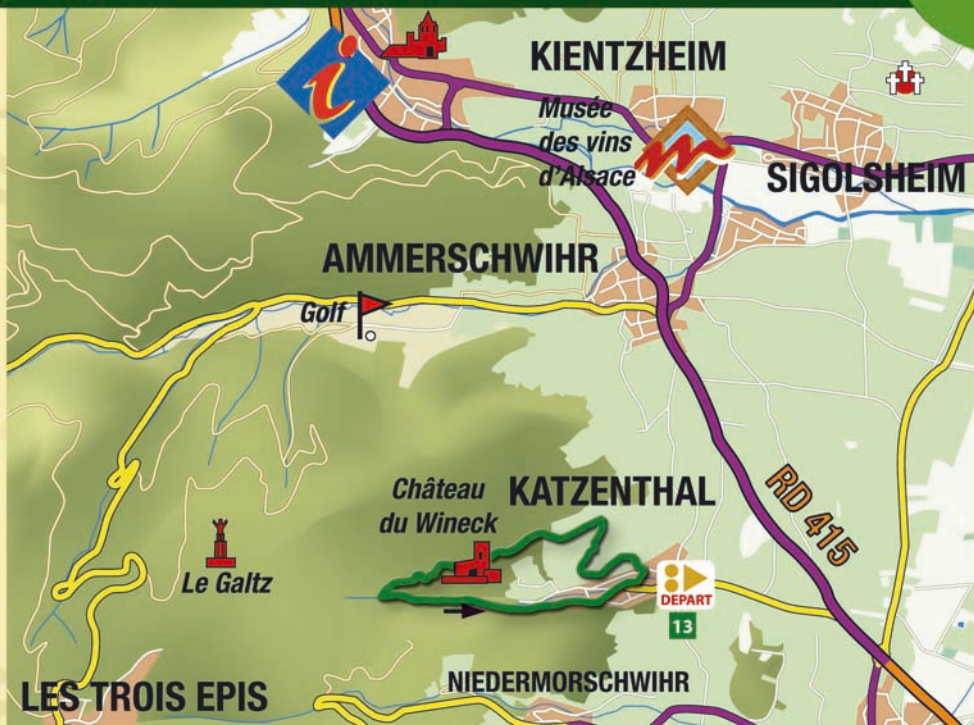 i
KIENTZHEIM
Musée
des vins
d'Alsace
m
SIGOLSHEIM
AMMERSCHWIHR
Golf
RD 415
Château
du Wineck
KATZENTHAL
Le Galtz
DEPART
13
NIEDERMORSCHWIHR
LES TROIS EPIS